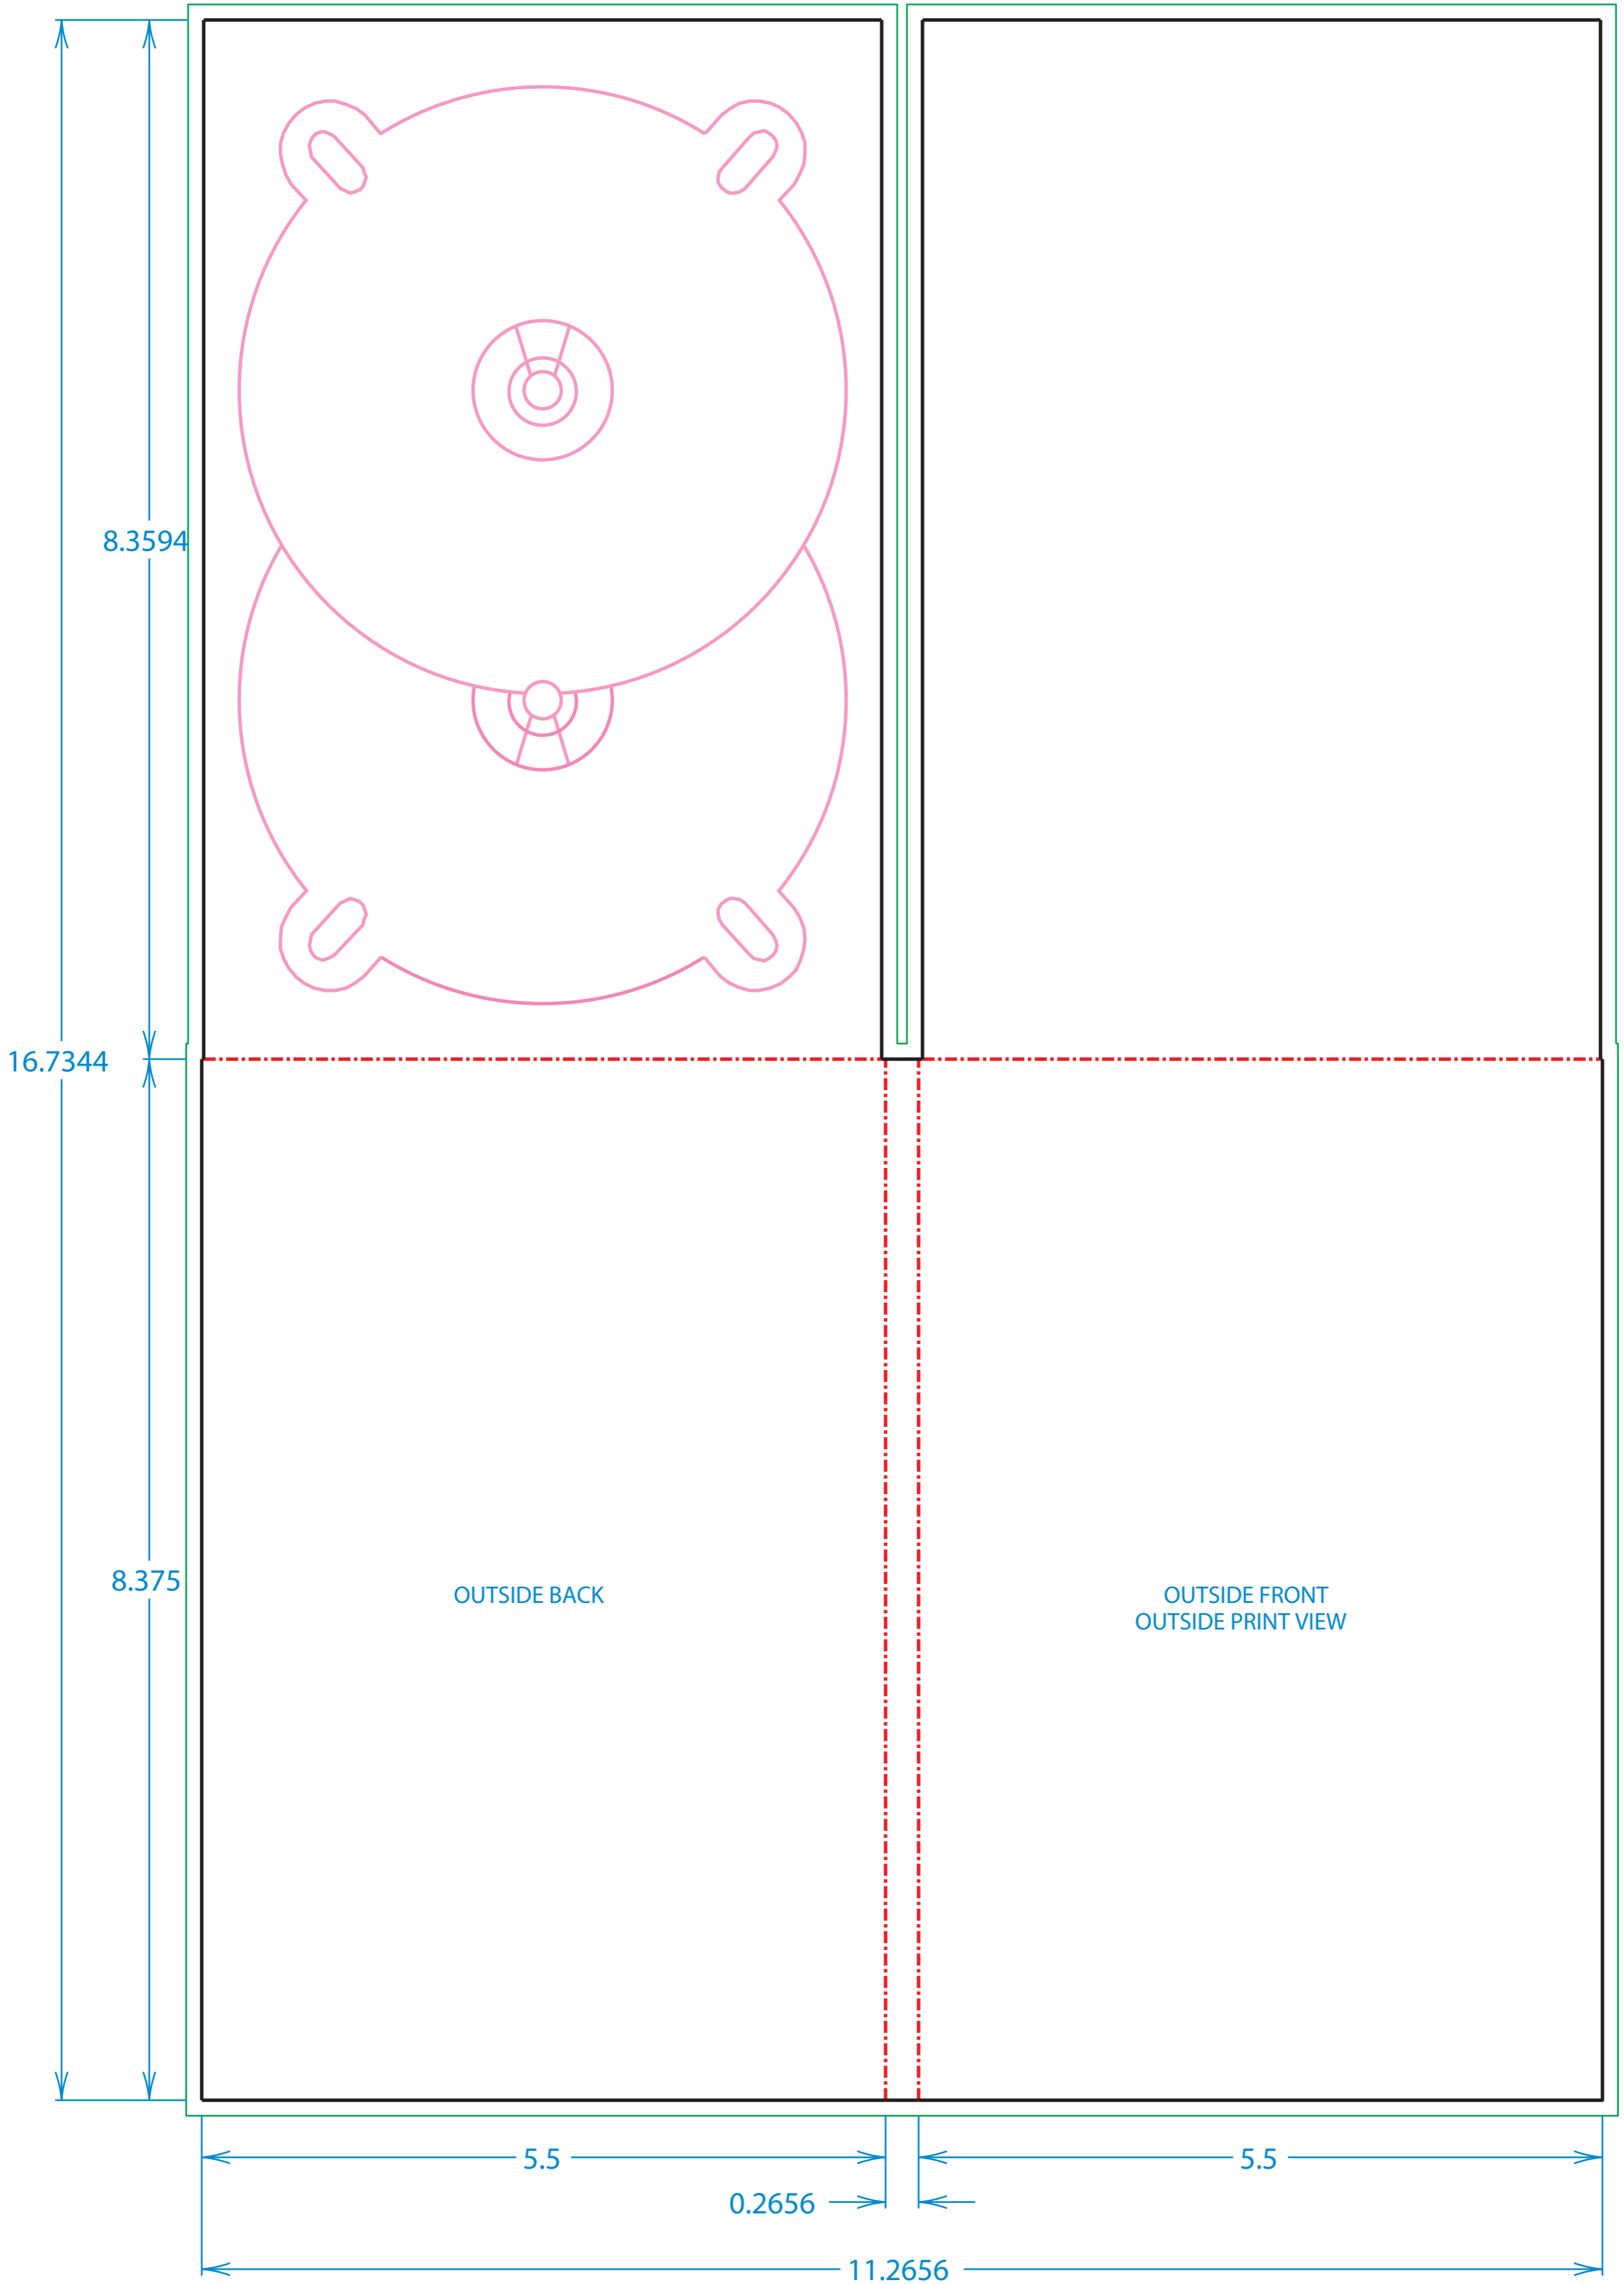 8.3594
16.7344
8.375
OUTSIDE BACK
OUTSIDE FRONT
OUTSIDE PRINT VIEW
5.5
5.5
0.2656
11.2656